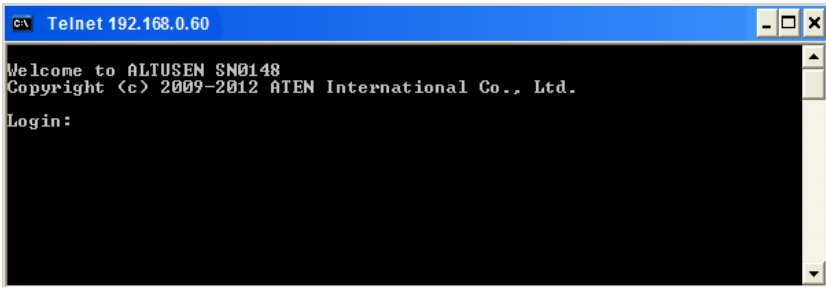 Telnet 192.168.0.60
Welcome to ALTUSEN SN0148
Copyright (c) 2009-2012 ATEN International Co., Ltd.
Login: